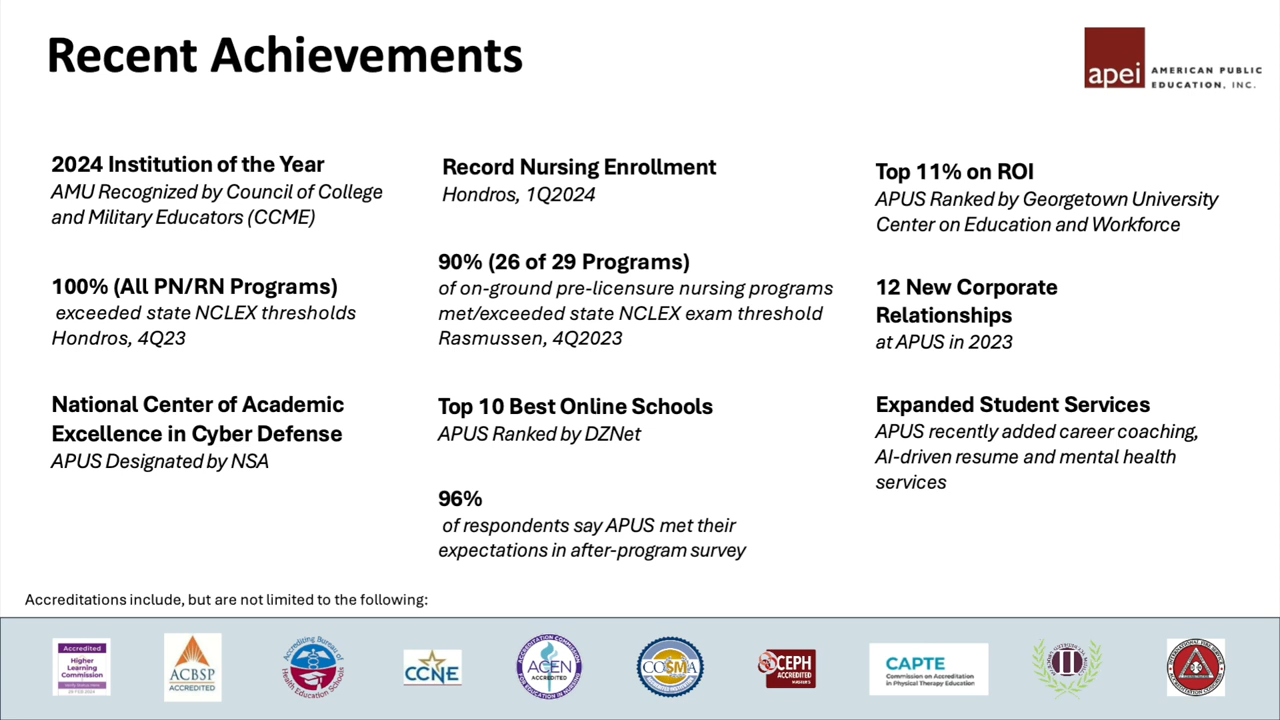 Recent Achievements
apei
AMERICAN PUBLIC
EDUCATION, INC.
2024 Institution of the Year
AMU Recognized by Council of College
and Military Educators (CCME)
100% (All PN/RN Programs)
exceeded state NCLEX thresholds
Hondros, 4Q23
National Center of Academic
Excellence in Cyber Defense
APUS Designated by NSA
Record Nursing Enrollment
Hondros, 1Q2024
90% (26 of 29 Programs)
of on-ground pre-licensure nursing programs
met/exceeded state NCLEX exam threshold
Rasmussen, 4Q2023
Top 10 Best Online Schools
APUS Ranked by DZNet
96%
of respondents say APUS met their
expectations in after-program survey
Top 11% on ROI
APUS Ranked by Georgetown University
Center on Education and Workforce
12 New Corporate
Relationships
at APUS in 2023
Expanded Student Services
APUS recently added career coaching,
AI-driven resume and mental health
services
Accreditations include, but are not limited to the following:
Accredited
Higher
Learning
Commission
ACBSP
ACCREDITED
Accrediting Bureau of
Health Education Schools
CCNE
ACEN
ACCREDITED
COSMA
CEPH
ACCREDITED
CAPTE
Commission on Accreditation
in Physical Therapy Education